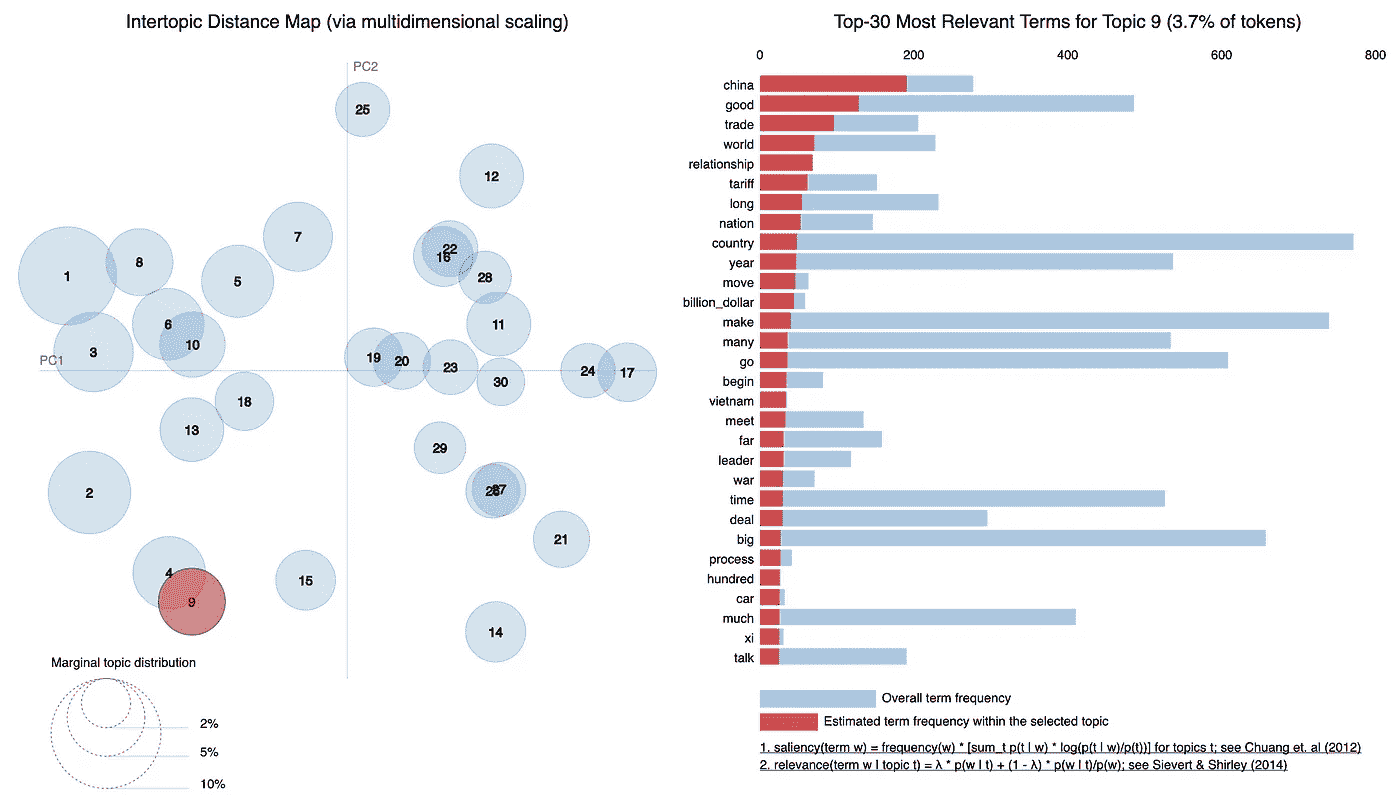 Intertopic Distance Map (via multidimensional scaling)
PC2
PC1
25
12
7
22
16
28
1
8
5
6
10
3
11
19
20
23
30
24
17
18
13
29
2
27
21
4
9
15
14
Marginal topic distribution
2%
5%
10%
Top-30 Most Relevant Terms for Topic 9 (3.7% of tokens)
0 200 400 600 800
china
good
trade
world
relationship
tariff
long
nation
country
year
move
billion_dollar
make
many
go
begin
vietnam
meet
far
leader
war
time
deal
big
process
hundred
car
much
xi
talk
Overall term frequency
Estimated term frequency within the selected topic
1. saliency(term w) = frequency(w) * [sum_t p(t | w) * log(p(t | w)/p(t))] for topics t; see Chuang et. al (2012)
2. relevance(term w | topic t) = λ * p(w | t) + (1 - λ) * p(w | t)/p(w); see Sievert & Shirley (2014)